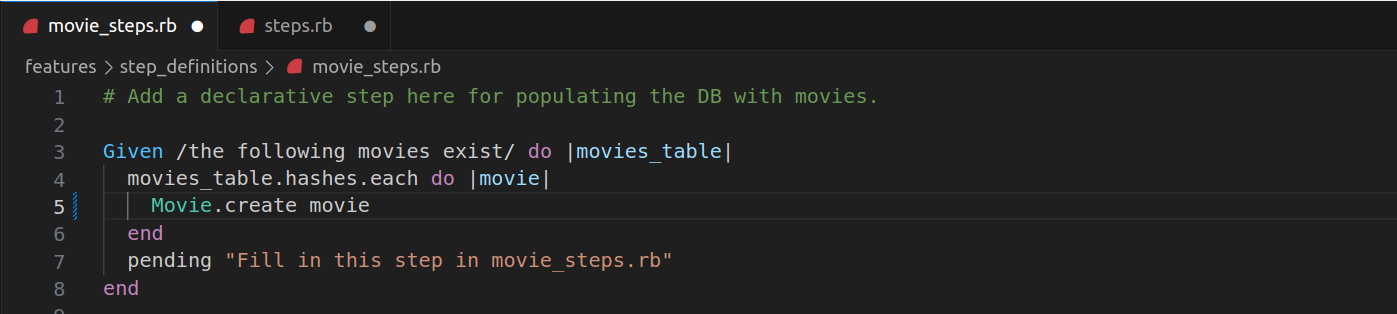 movie_steps.rb ● steps.rb ●
features > step_definitions > movie_steps.rb
1 # Add a declarative step here for populating the DB with movies.
2
3 Given /the following movies exist/ do |movies_table|
4   movies_table.hashes.each do |movie|
5     Movie.create movie
6   end
7   pending "Fill in this step in movie_steps.rb"
8 end